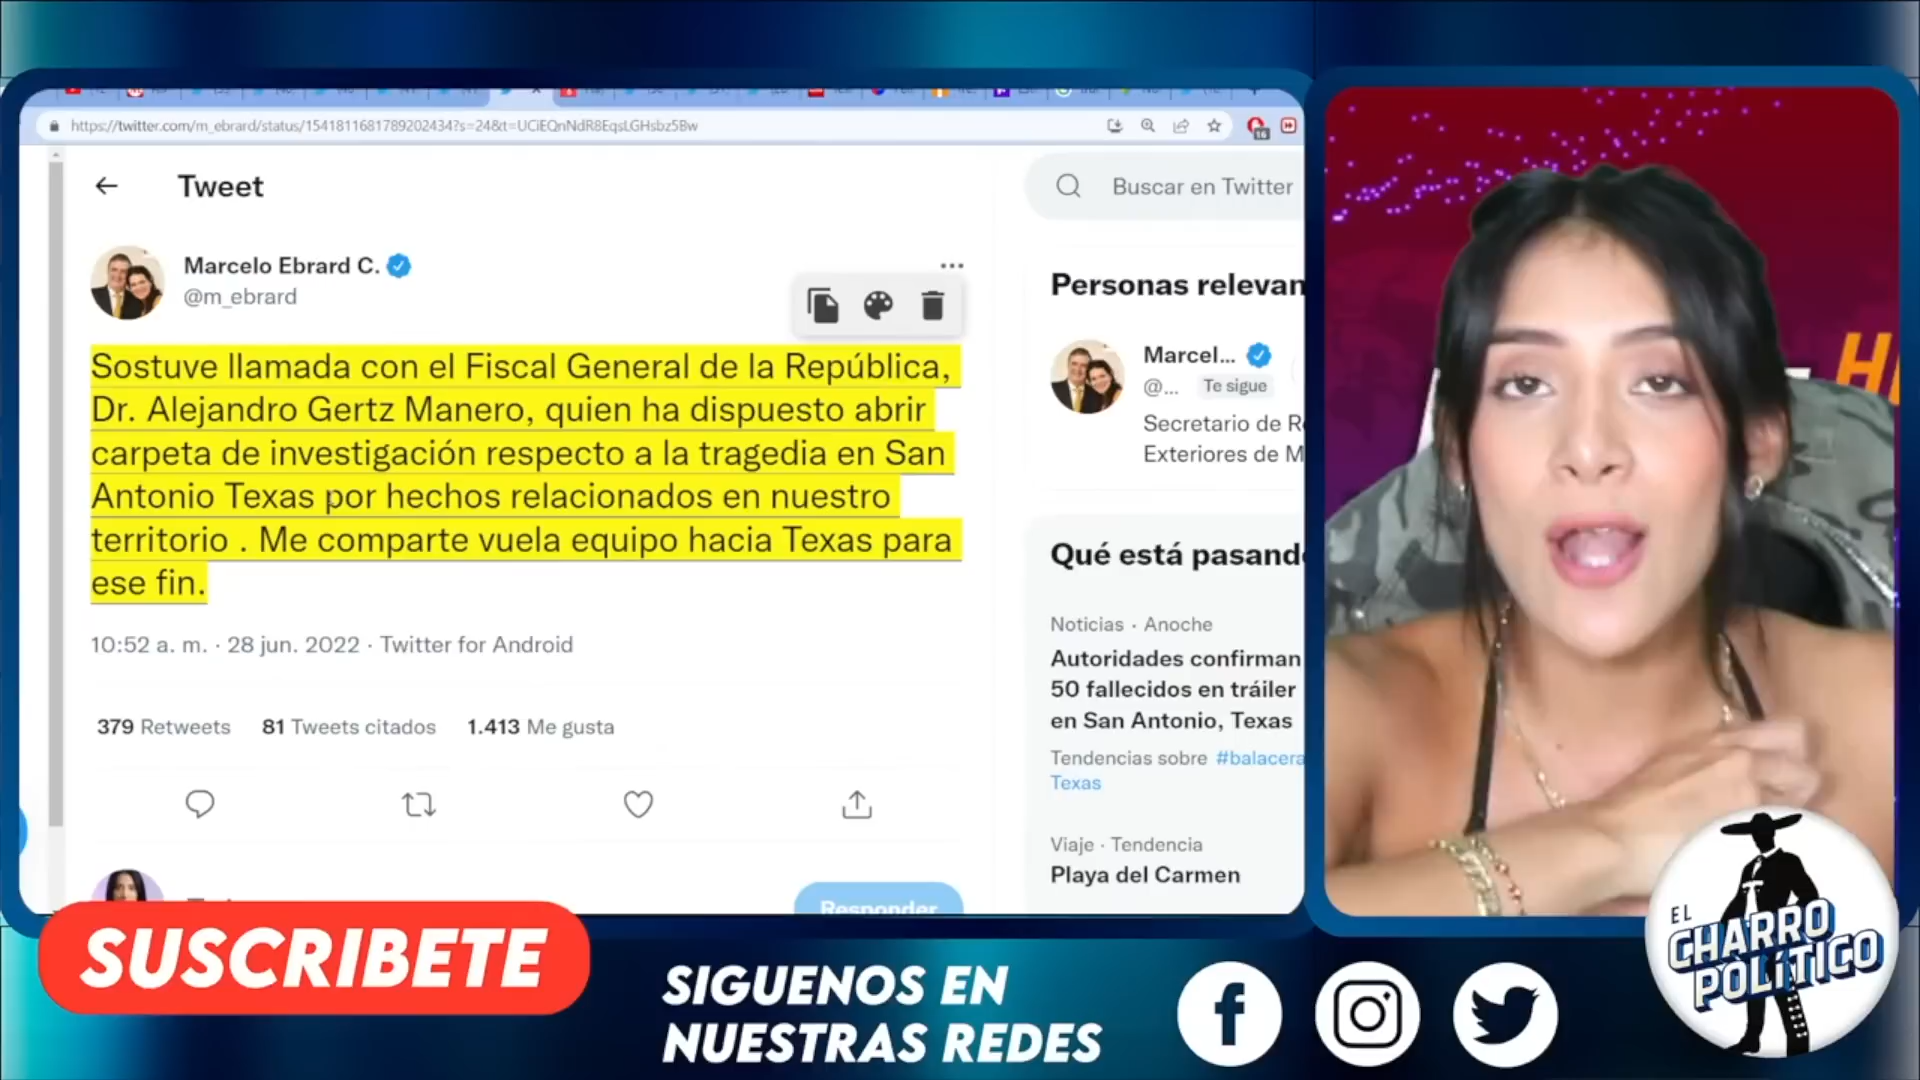 https://twitter.com/m_ebrard/status/1541811681789202434?s=24&t=UCiEQnNdR8EqsLGHsbz5Bw
Tweet
Buscar en Twitter
Marcelo Ebrard C.
@m_ebrard
Sostuve llamada con el Fiscal General de la República,
Dr. Alejandro Gertz Manero, quien ha dispuesto abrir
carpeta de investigación respecto a la tragedia en San
Antonio Texas por hechos relacionados en nuestro
territorio . Me comparte vuela equipo hacia Texas para
ese fin.
10:52 a. m. · 28 jun. 2022 · Twitter for Android
379 Retweets 81 Tweets citados 1.413 Me gusta
Responder
Personas relevan
Marcel...
@... Te sigue
Secretario de R
Exteriores de M
Qué está pasand
Noticias · Anoche
Autoridades confirman
50 fallecidos en tráiler
en San Antonio, Texas
Tendencias sobre #balacera
Texas
Viaje · Tendencia
Playa del Carmen
SUSCRIBETE
SIGUENOS EN
NUESTRAS REDES
EL
CHARRO
POLÍTICO